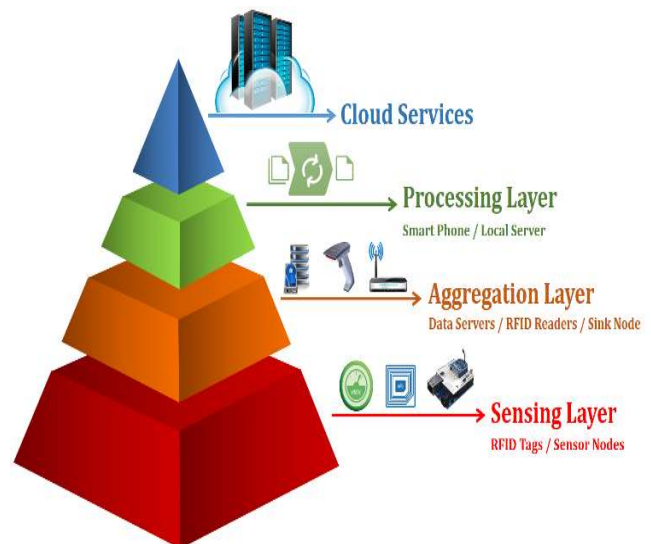 Cloud Services
Processing Layer
Smart Phone / Local Server
Aggregation Layer
Data Servers / RFID Readers / Sink Node
Sensing Layer
RFID Tags / Sensor Nodes